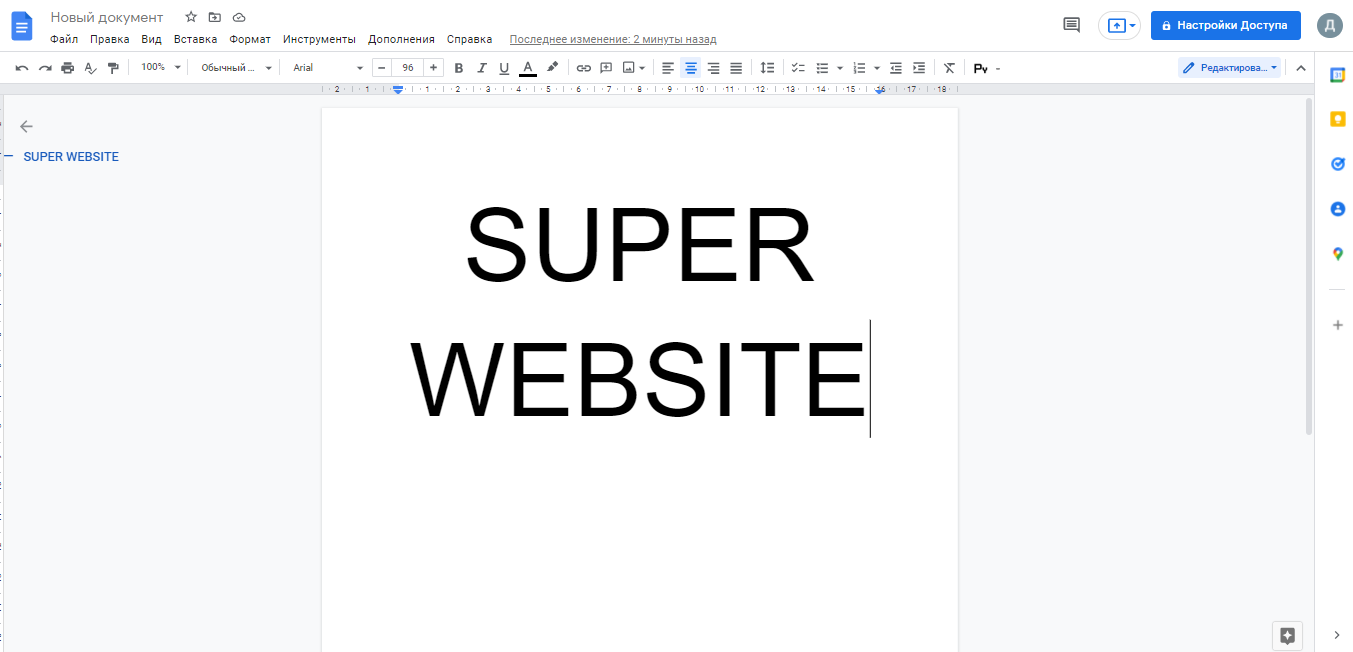 Новый документ
Файл Правка Вид Вставка Формат Инструменты Дополнения Справка Последнее изменение: 2 минуты назад
Настройки Доступа
Д
100% Обычный ... Arial 96 B I U A Редактирова...
2 1 1 2 3 4 5 6 7 8 9 10 11 12 13 14 15 16 17 18
31
SUPER WEBSITE
SUPER
WEBSITE